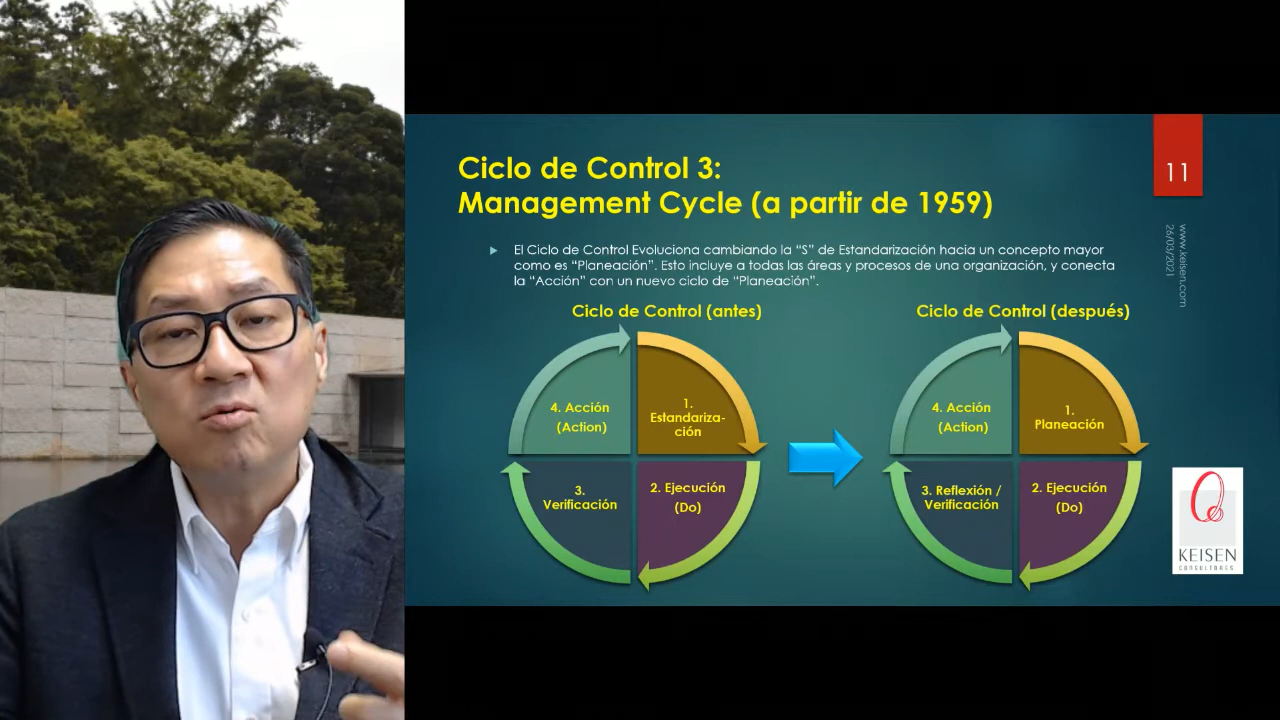 Ciclo de Control 3:
Management Cycle (a partir de 1959)
11
www.keisen.com
26/03/2021
El Ciclo de Control Evoluciona cambiando la “S” de Estandarización hacia un concepto mayor
como es “Planeación”. Esto incluye a todas las áreas y procesos de una organización, y conecta
la “Acción” con un nuevo ciclo de “Planeación”.
Ciclo de Control (antes)
4. Acción
(Action)
1.
Estandariza-
ción
3.
Verificación
2. Ejecución
(Do)
Ciclo de Control (después)
4. Acción
(Action)
1.
Planeación
3. Reflexión /
Verificación
2. Ejecución
(Do)
KEISEN
CONSULTORES